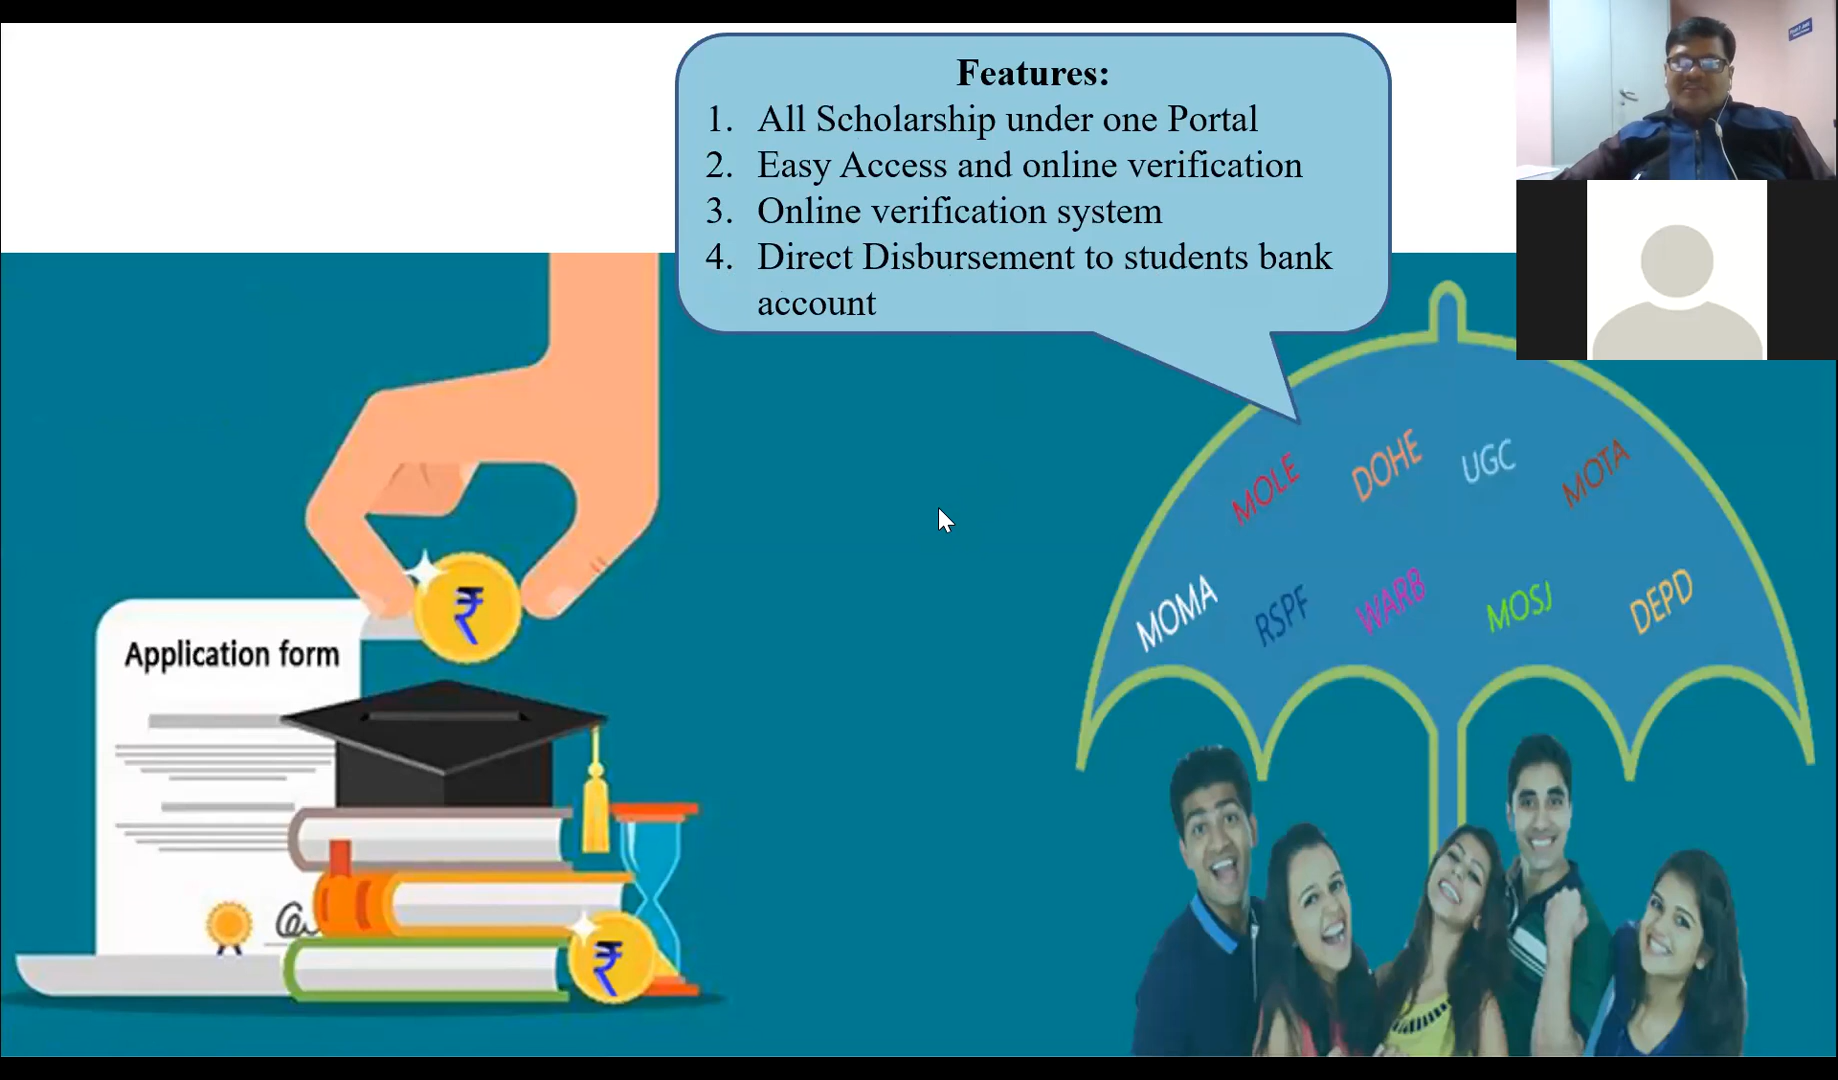 Features:
1. All Scholarship under one Portal
2. Easy Access and online verification
3. Online verification system
4. Direct Disbursement to students bank
account
MOLE
DOHE
UGC
MOTA
MOMA
RSPF
WARB
MOSJ
DEPD
₹
Application form
₹